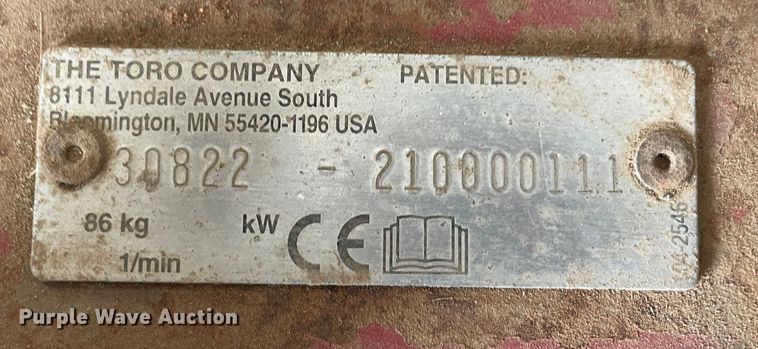 THE TORO COMPANY PATENTED:
8111 Lyndale Avenue South
Bloomington, MN 55420-1196 USA
30822 - 210000111
86 kg kW CE
1/min
Purple Wave Auction